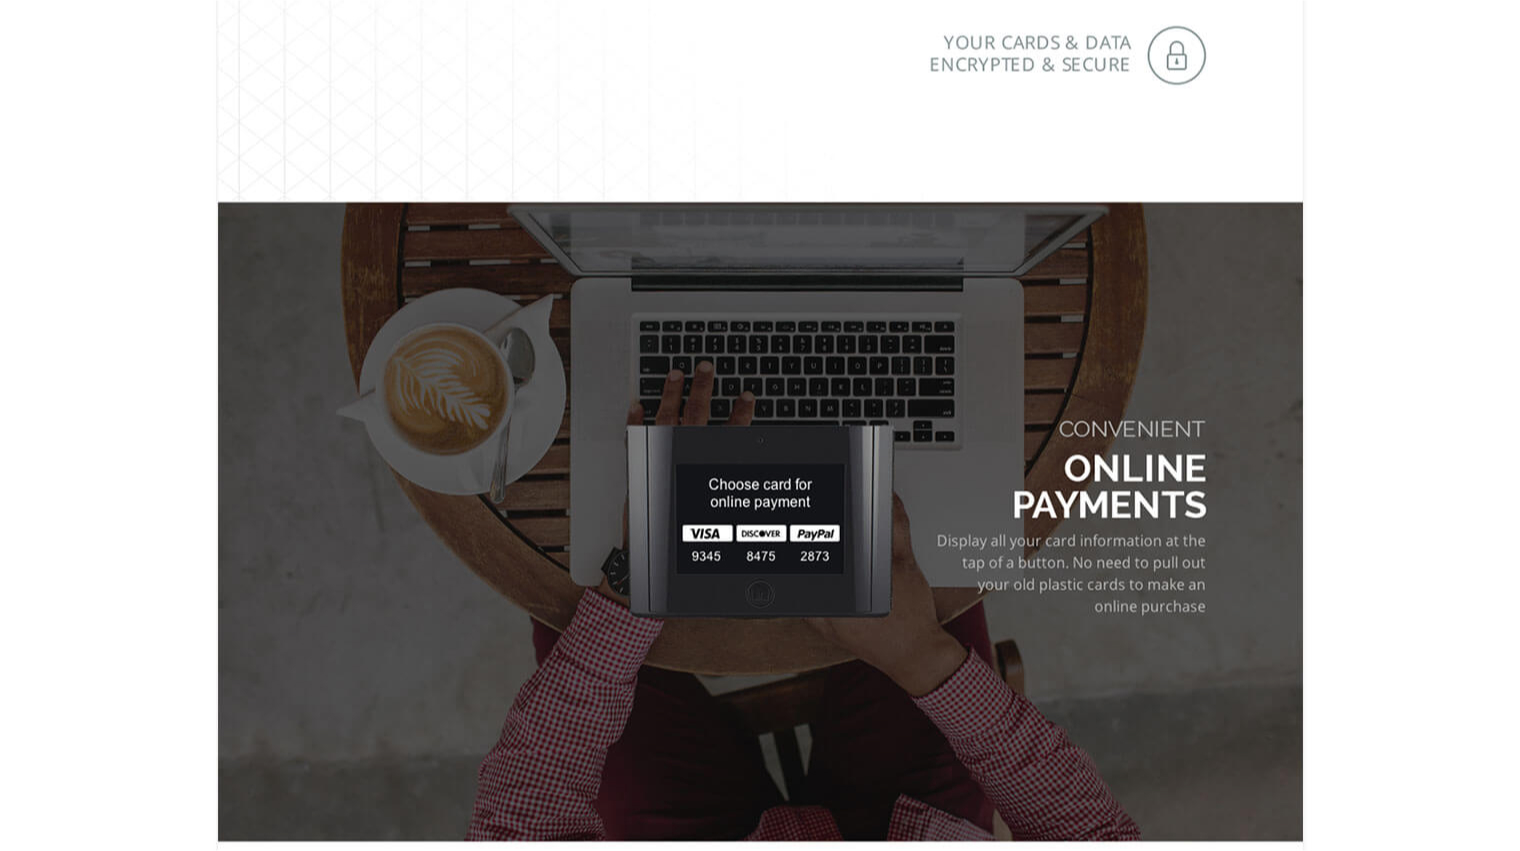 YOUR CARDS & DATA
ENCRYPTED & SECURE
CONVENIENT
ONLINE
PAYMENTS
Display all your card information at the
tap of a button. No need to pull out
your old plastic cards to make an
online purchase
Choose card for
online payment
VISA DISCOVER PayPal
9345 8475 2873